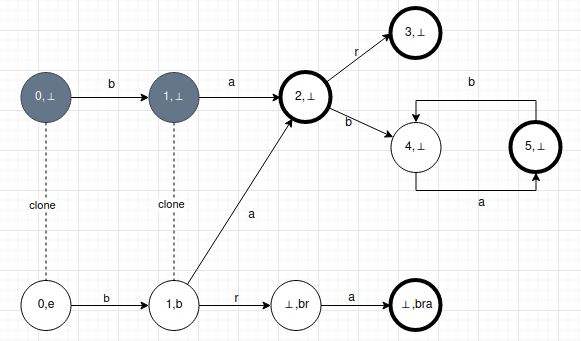 3,⊥
r
b
a
b
0,⊥
1,⊥
2,⊥
b
4,⊥
5,⊥
clone
clone
a
a
b
r
a
0,e
1,b
⊥,br
⊥,bra